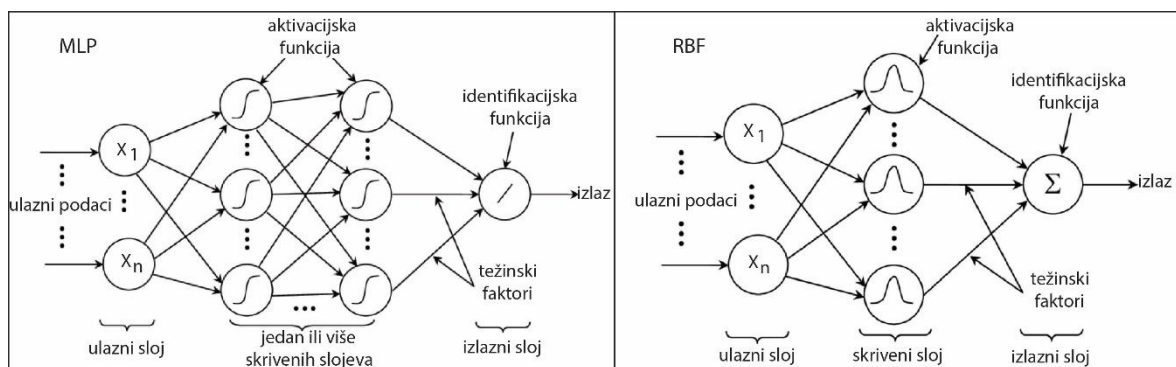 MLP
aktivacijska
funkcija
identifikacijska
funkcija
X1
ulazni podaci
Xn
izlaz
težinski
faktori
ulazni sloj
jedan ili više
skrivenih slojeva
izlazni sloj
RBF
aktivacijska
funkcija
identifikacijska
funkcija
X1
ulazni podaci
Xn
Σ
izlaz
težinski
faktori
ulazni sloj
skriveni sloj
izlazni sloj